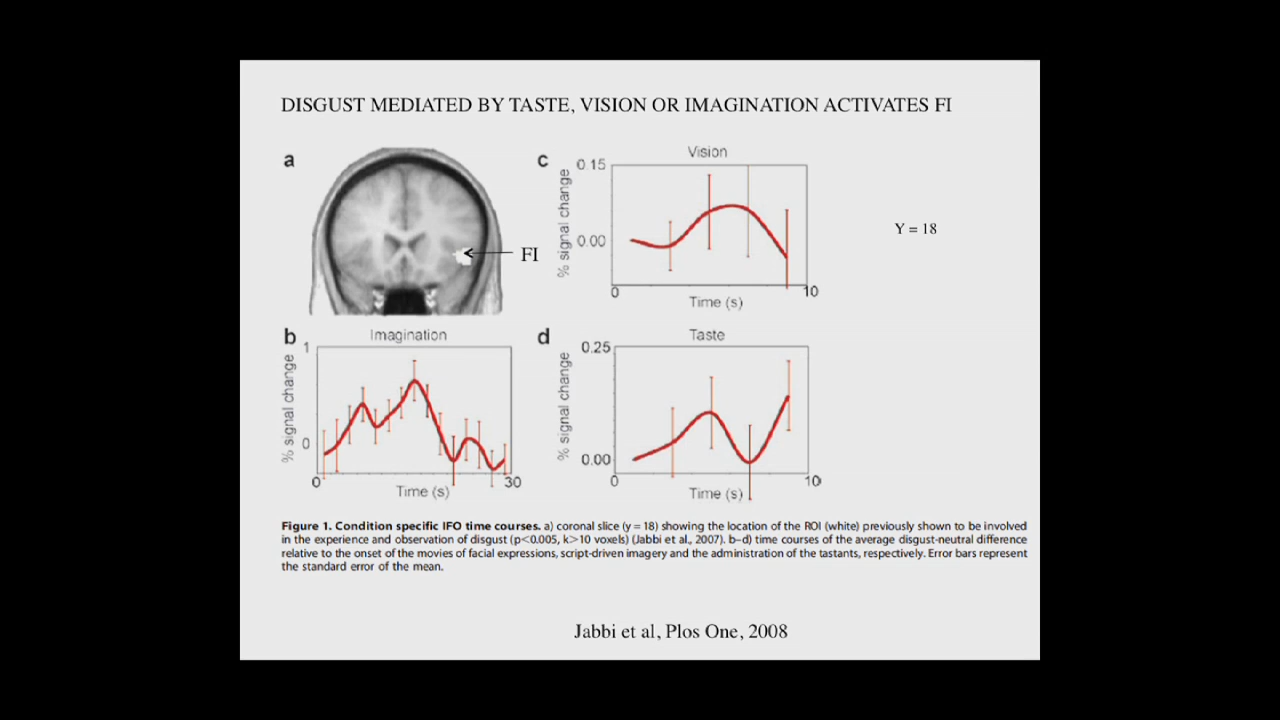 DISGUST MEDIATED BY TASTE, VISION OR IMAGINATION ACTIVATES FI
a
FI
c
Vision
0.15
0.00
% signal change
0
10
Time (s)
Y = 18
b
Imagination
1
0
% signal change
0
30
Time (s)
d
Taste
0.25
0.00
% signal change
0
10
Time (s)
Figure 1. Condition specific IFO time courses. a) coronal slice (y = 18) showing the location of the ROI (white) previously shown to be involved
in the experience and observation of disgust (p<0.005, k>10 voxels) (Jabbi et al., 2007). b–d) time courses of the average disgust-neutral difference
relative to the onset of the movies of facial expressions, script-driven imagery and the administration of the tastants, respectively. Error bars represent
the standard error of the mean.
Jabbi et al, Plos One, 2008